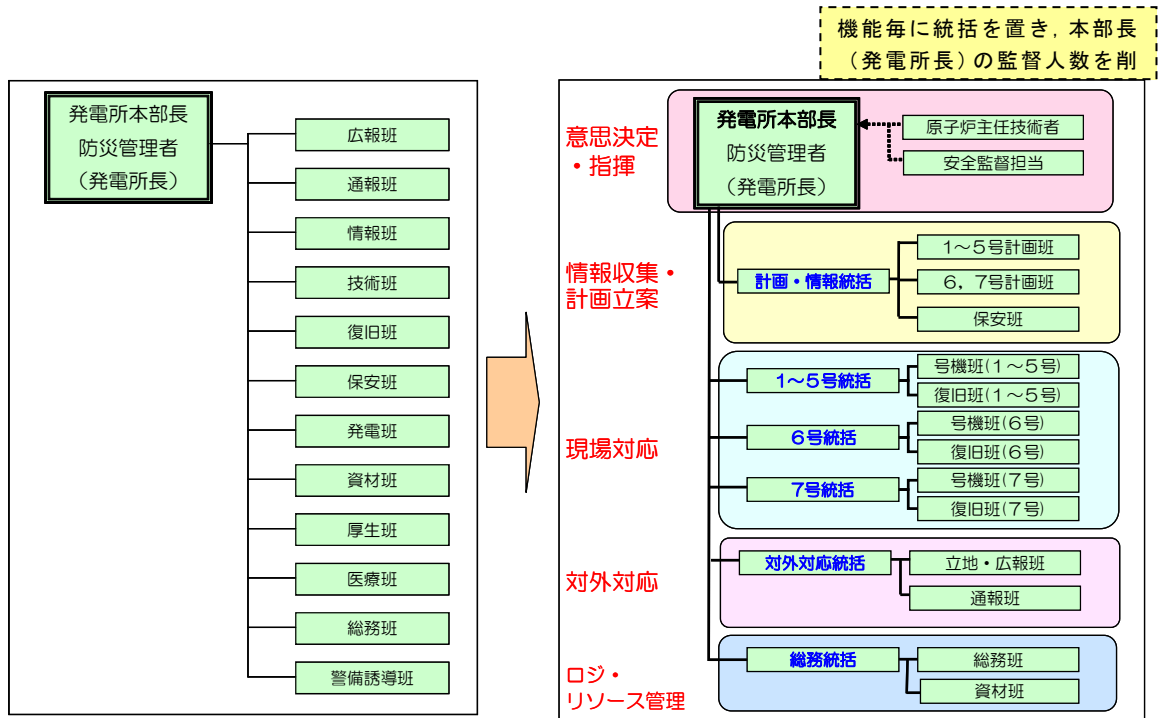 機能毎に統括を置き，本部長
（発電所長）の監督人数を削
発電所本部長
防災管理者
（発電所長）
広報班
通報班
情報班
技術班
復旧班
保安班
発電班
資材班
厚生班
医療班
総務班
警備誘導班
意思決定
・指揮
発電所本部長
防災管理者
（発電所長）
原子炉主任技術者
安全監督担当
情報収集・
計画立案
計画・情報統括
１～５号計画班
６，７号計画班
保安班
現場対応
１～５号統括
号機班(１～５号)
復旧班(１～５号)
６号統括
号機班(６号)
復旧班(６号)
７号統括
号機班(７号)
復旧班(７号)
対外対応
対外対応統括
立地・広報班
通報班
ロジ・
リソース管理
総務統括
総務班
資材班